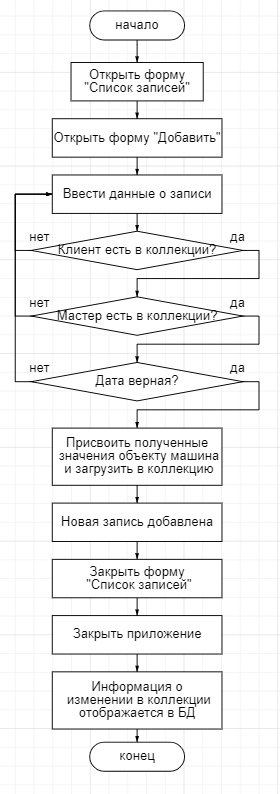 начало
Открыть форму
"Список записей"
Открыть форму "Добавить"
Ввести данные о записи
нет
да
Клиент есть в коллекции?
нет
да
Мастер есть в коллекции?
нет
да
Дата верная?
Присвоить полученные
значения объекту машина
и загрузить в коллекцию
Новая запись добавлена
Закрыть форму
"Список записей"
Закрыть приложение
Информация о
изменении в коллекции
отображается в БД
конец